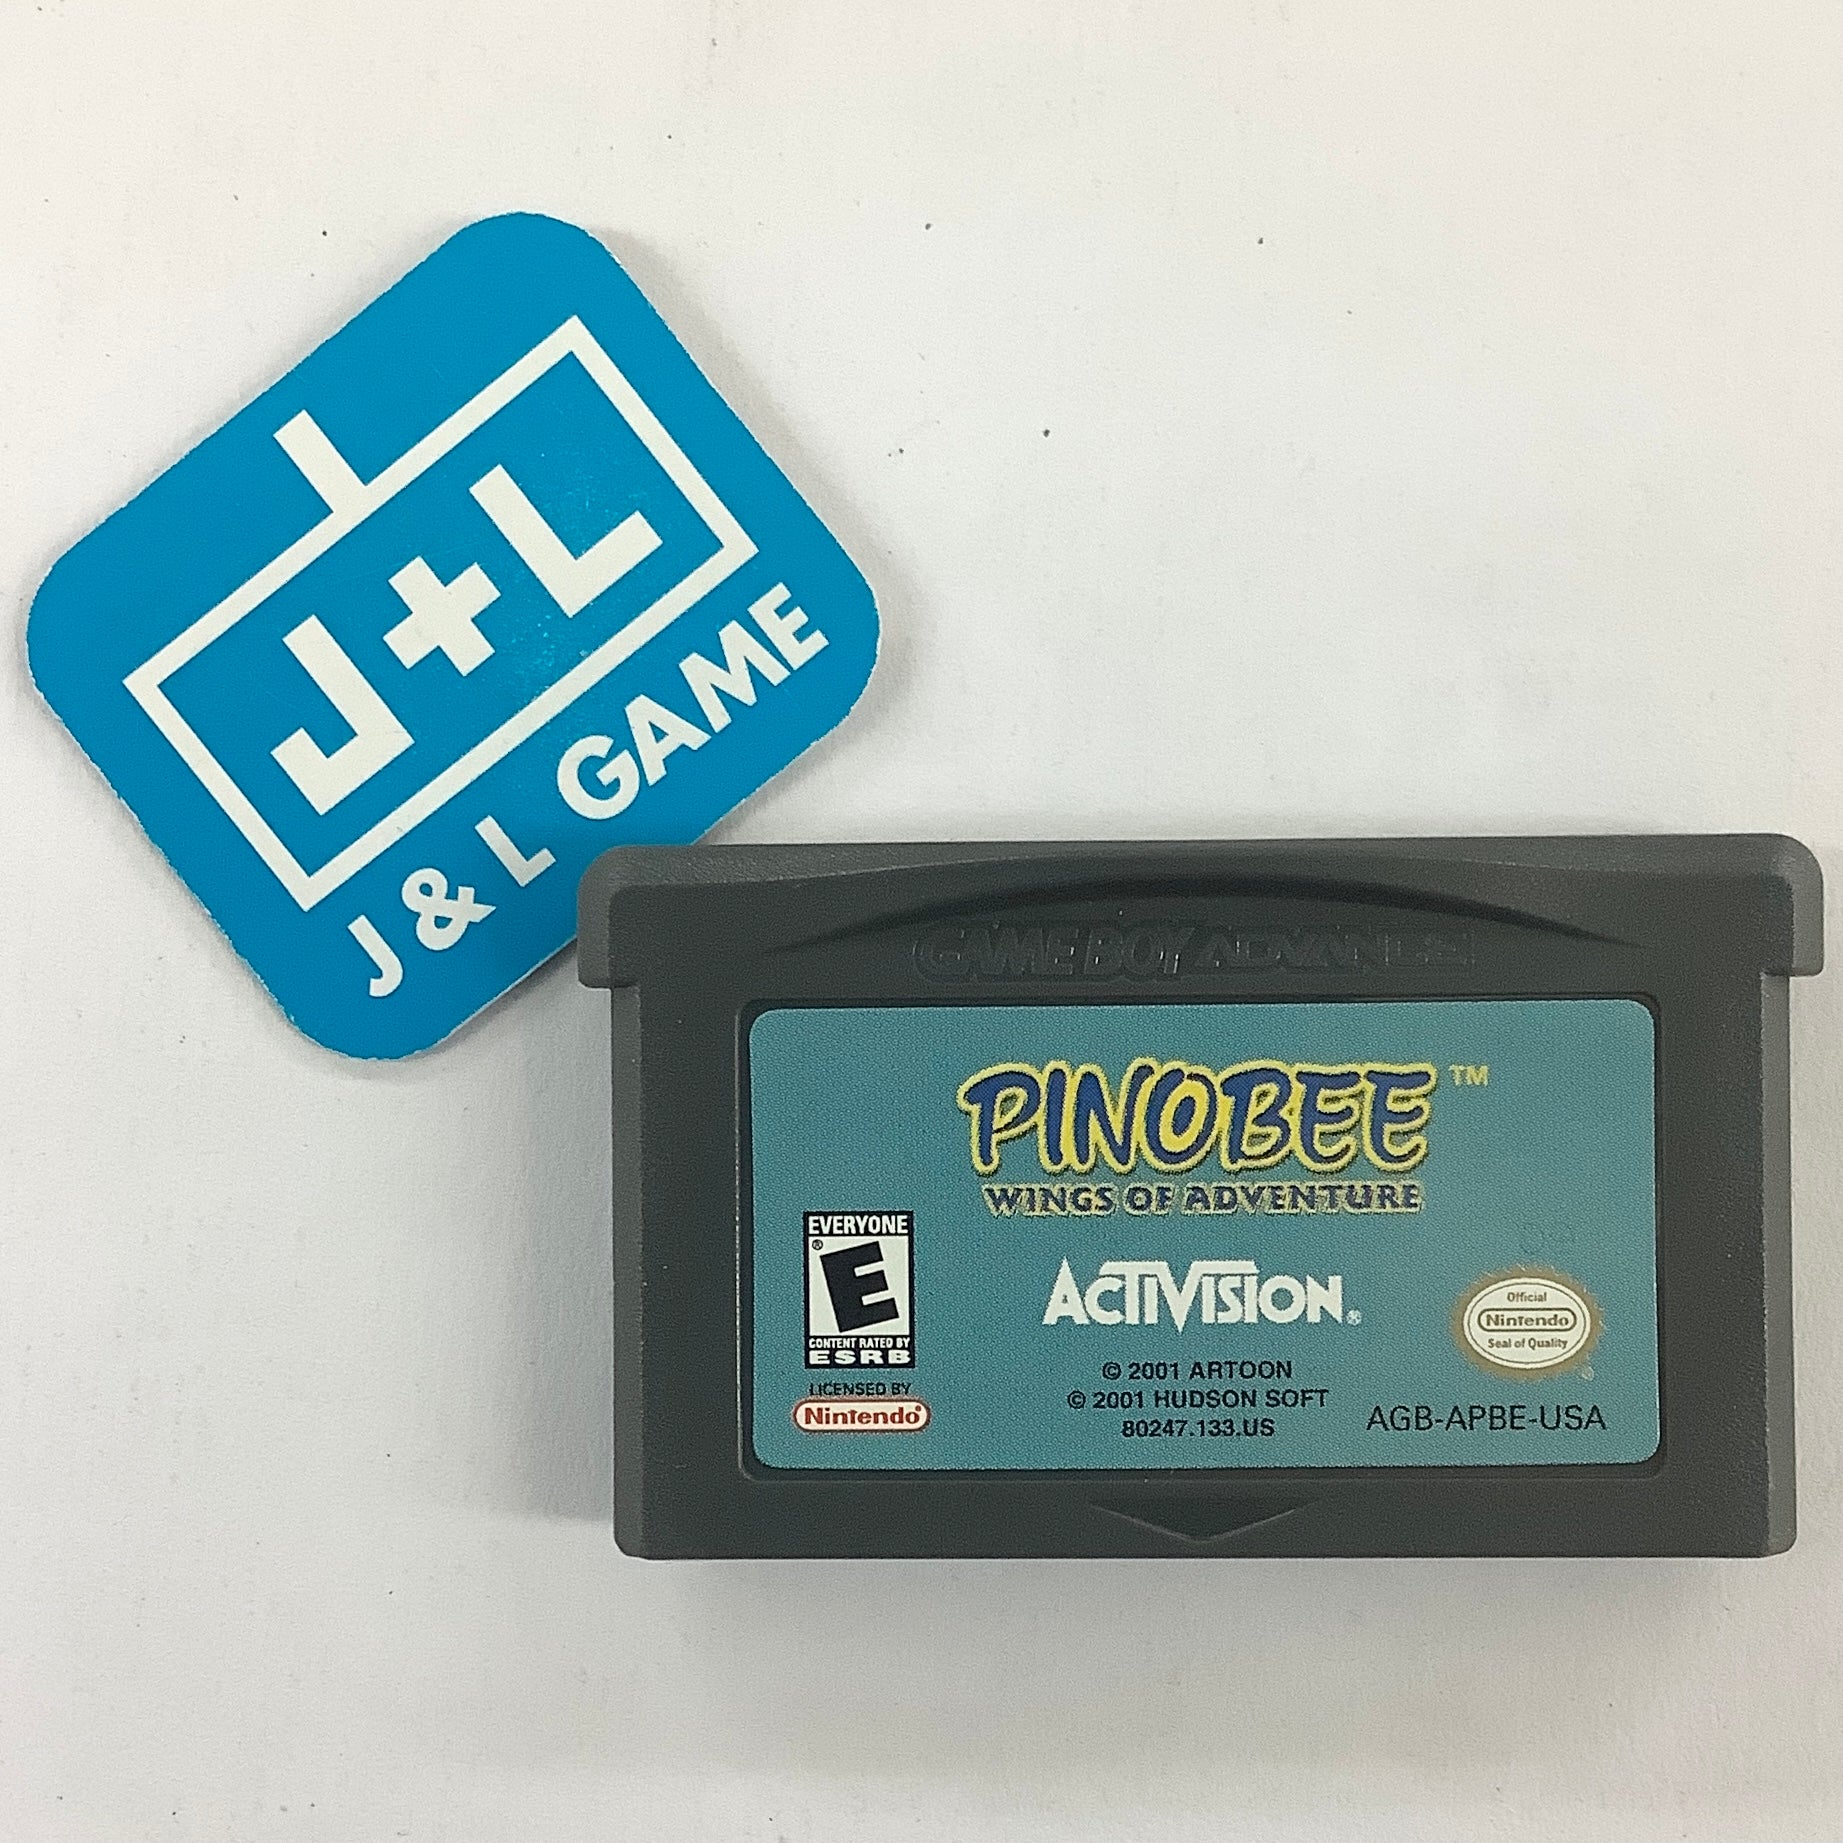 J+L
J & L GAME
GAME BOY ADVANCE
PINOBEE™
WINGS OF ADVENTURE
EVERYONE
E®
CONTENT RATED BY
ESRB
ACTIVISION®
Official
Nintendo
Seal of Quality
LICENSED BY
Nintendo®
© 2001 ARTOON
© 2001 HUDSON SOFT
80247.133.US
AGB-APBE-USA